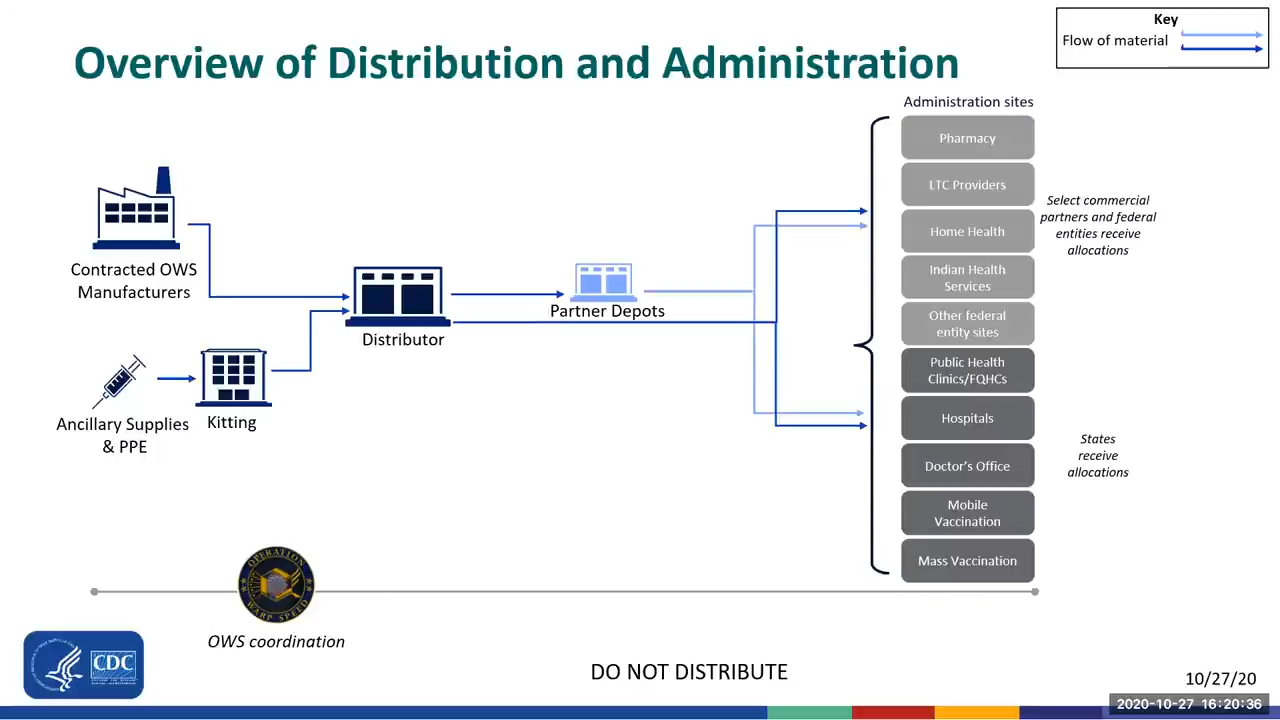 Overview of Distribution and Administration
Key
Flow of material
Administration sites
Pharmacy
LTC Providers
Home Health
Indian Health
Services
Other federal
entity sites
Public Health
Clinics/FQHCs
Hospitals
Doctor's Office
Mobile
Vaccination
Mass Vaccination
Select commercial
partners and federal
entities receive
allocations
States
receive
allocations
Contracted OWS
Manufacturers
Ancillary Supplies
& PPE
Kitting
Distributor
Partner Depots
OPERATION
WARP SPEED
OWS coordination
CDC
DO NOT DISTRIBUTE
10/27/20
2020-10-27 16:20:36